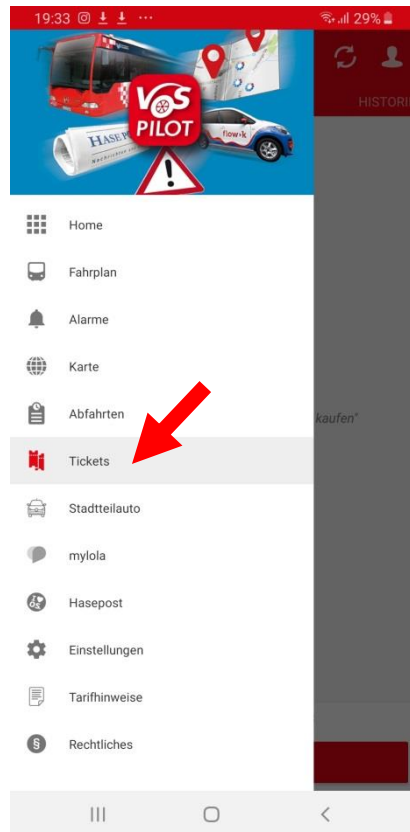 19:33
29%
HISTORI
VOS
PILOT
HASEP
flow·k
Home
Fahrplan
Alarme
Karte
Abfahrten
kaufen"
Tickets
Stadtteilauto
mylola
Hasepost
Einstellungen
Tarifhinweise
Rechtliches